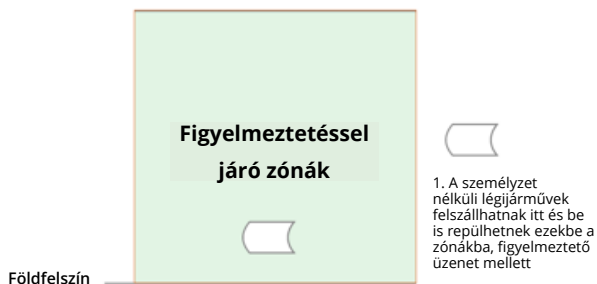 Figyelmeztetéssel
járó zónák
1. A személyzet
nélküli légijárművek
felszállhatnak itt és be
is repülhetnek ezekbe a
zónákba, figyelmeztető
üzenet mellett
Földfelszín